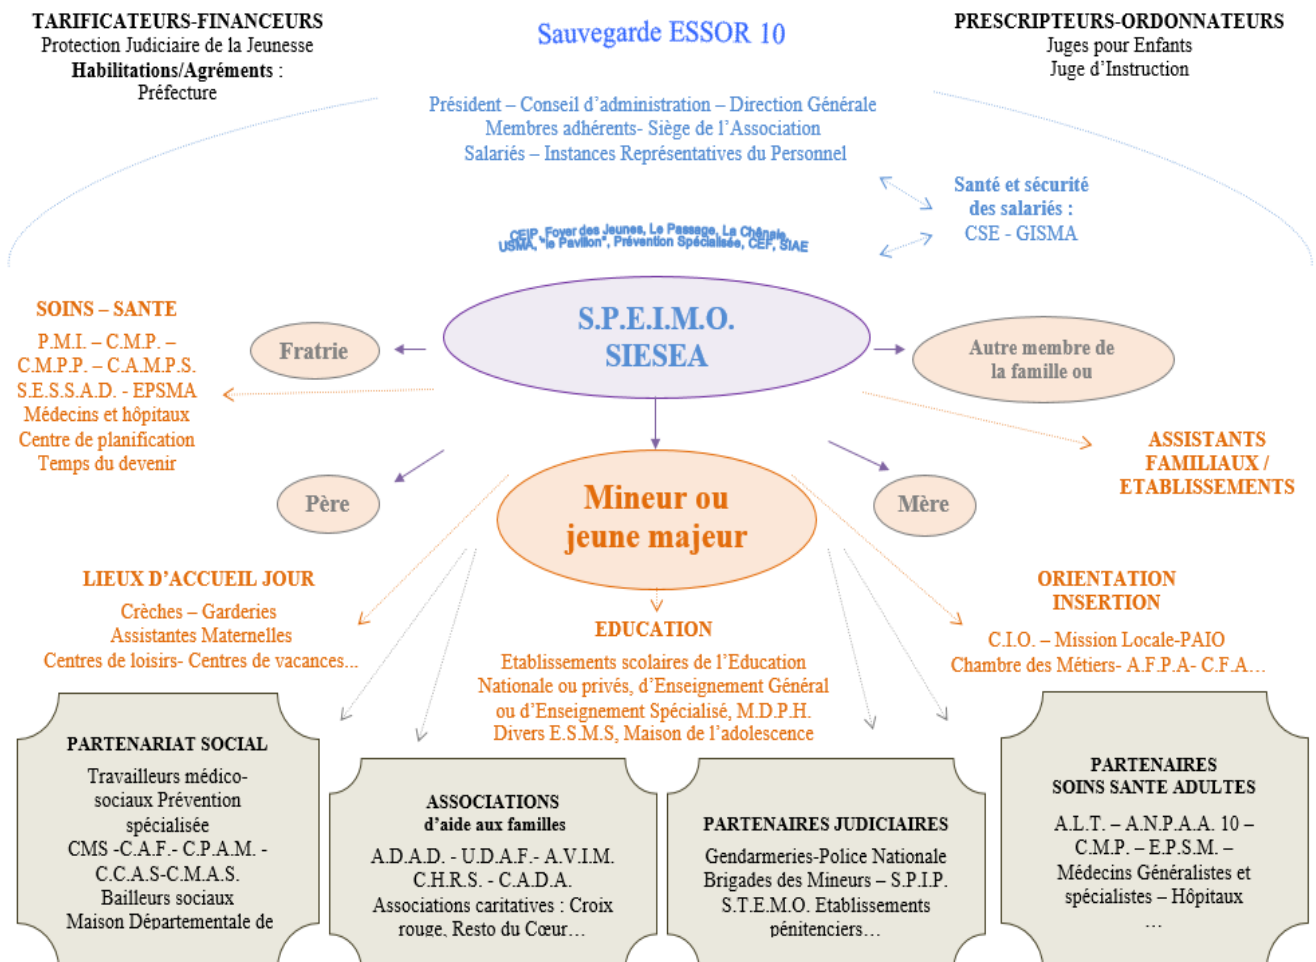 TARIFICATEURS-FINANCEURS
Protection Judiciaire de la Jeunesse
Habilitations/Agréments :
Préfecture
Sauvegarde ESSOR 10
PRESCRIPTEURS-ORDONNATEURS
Juges pour Enfants
Juge d'Instruction
Président – Conseil d'administration – Direction Générale
Membres adhérents- Siège de l'Association
Salariés – Instances Représentatives du Personnel
Santé et sécurité
des salariés :
CSE - GISMA
CEIP, Foyer des Jeunes, Le Passage, La Chênaie,
USMA, "le Pavillon", Prévention Spécialisée, CEF, SIAE
S.P.E.I.M.O.
SIESEA
SOINS – SANTE
P.M.I. – C.M.P. –
C.M.P.P. – C.A.M.P.S.
S.E.S.S.A.D. - EPSMA
Médecins et hôpitaux
Centre de planification
Temps du devenir
Fratrie
Autre membre de
la famille ou
ASSISTANTS
FAMILIAUX /
ETABLISSEMENTS
Père
Mineur ou
jeune majeur
Mère
LIEUX D'ACCUEIL JOUR
Crèches – Garderies
Assistantes Maternelles
Centres de loisirs- Centres de vacances...
EDUCATION
Etablissements scolaires de l'Education
Nationale ou privés, d'Enseignement Général
ou d'Enseignement Spécialisé, M.D.P.H.
Divers E.S.M.S, Maison de l'adolescence
ORIENTATION
INSERTION
C.I.O. – Mission Locale-PAIO
Chambre des Métiers- A.F.P.A- C.F.A…
PARTENARIAT SOCIAL
Travailleurs médico-
sociaux Prévention
spécialisée
CMS -C.A.F.- C.P.A.M. -
C.C.A.S-C.M.A.S.
Bailleurs sociaux
Maison Départementale de
ASSOCIATIONS
d'aide aux familles
A.D.A.D. - U.D.A.F.- A.V.I.M.
C.H.R.S. - C.A.D.A.
Associations caritatives : Croix
rouge, Resto du Cœur…
PARTENAIRES JUDICIAIRES
Gendarmeries-Police Nationale
Brigades des Mineurs – S.P.I.P.
S.T.E.M.O. Etablissements
pénitenciers…
PARTENAIRES
SOINS SANTE ADULTES
A.L.T. – A.N.P.A.A. 10 –
C.M.P. – E.P.S.M. –
Médecins Généralistes et
spécialistes – Hôpitaux
…